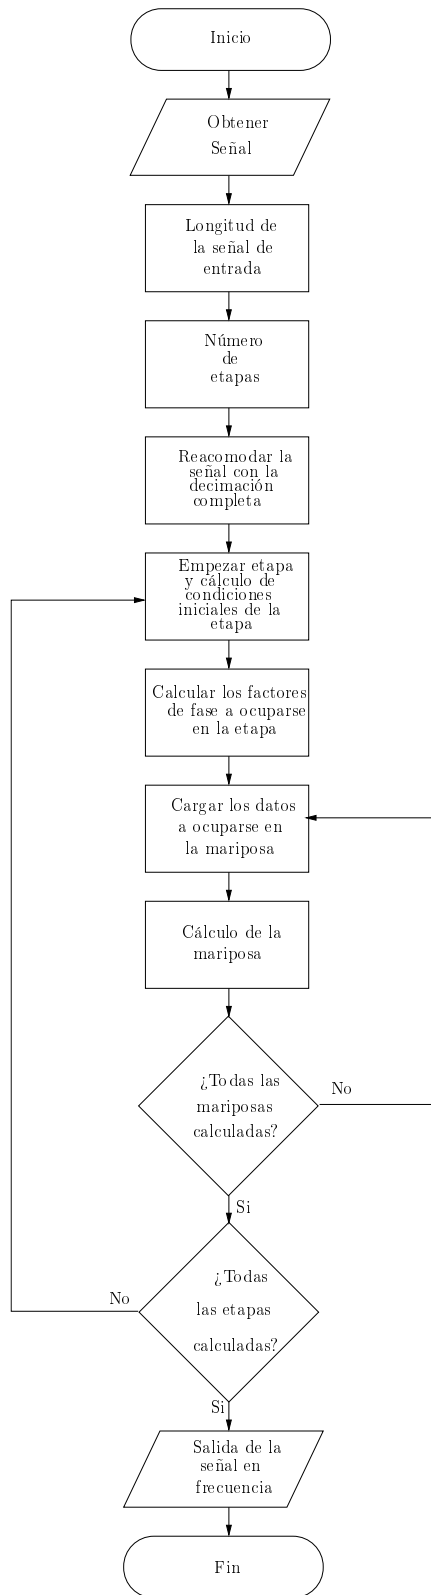 Inicio
Obtener
Señal
Longitud de
la señal de
entrada
Número
de
etapas
Reacomodar la
señal con la
decimación
completa
Empezar etapa
y cálculo de
condiciones
iniciales de la
etapa
Calcular los factores
de fase a ocuparse
en la etapa
Cargar los datos
a ocuparse en
la mariposa
Cálculo de la
mariposa
¿Todas las
mariposas
calculadas?
No
Si
¿Todas
las etapas
calculadas?
No
Si
Salida de la
señal en
frecuencia
Fin